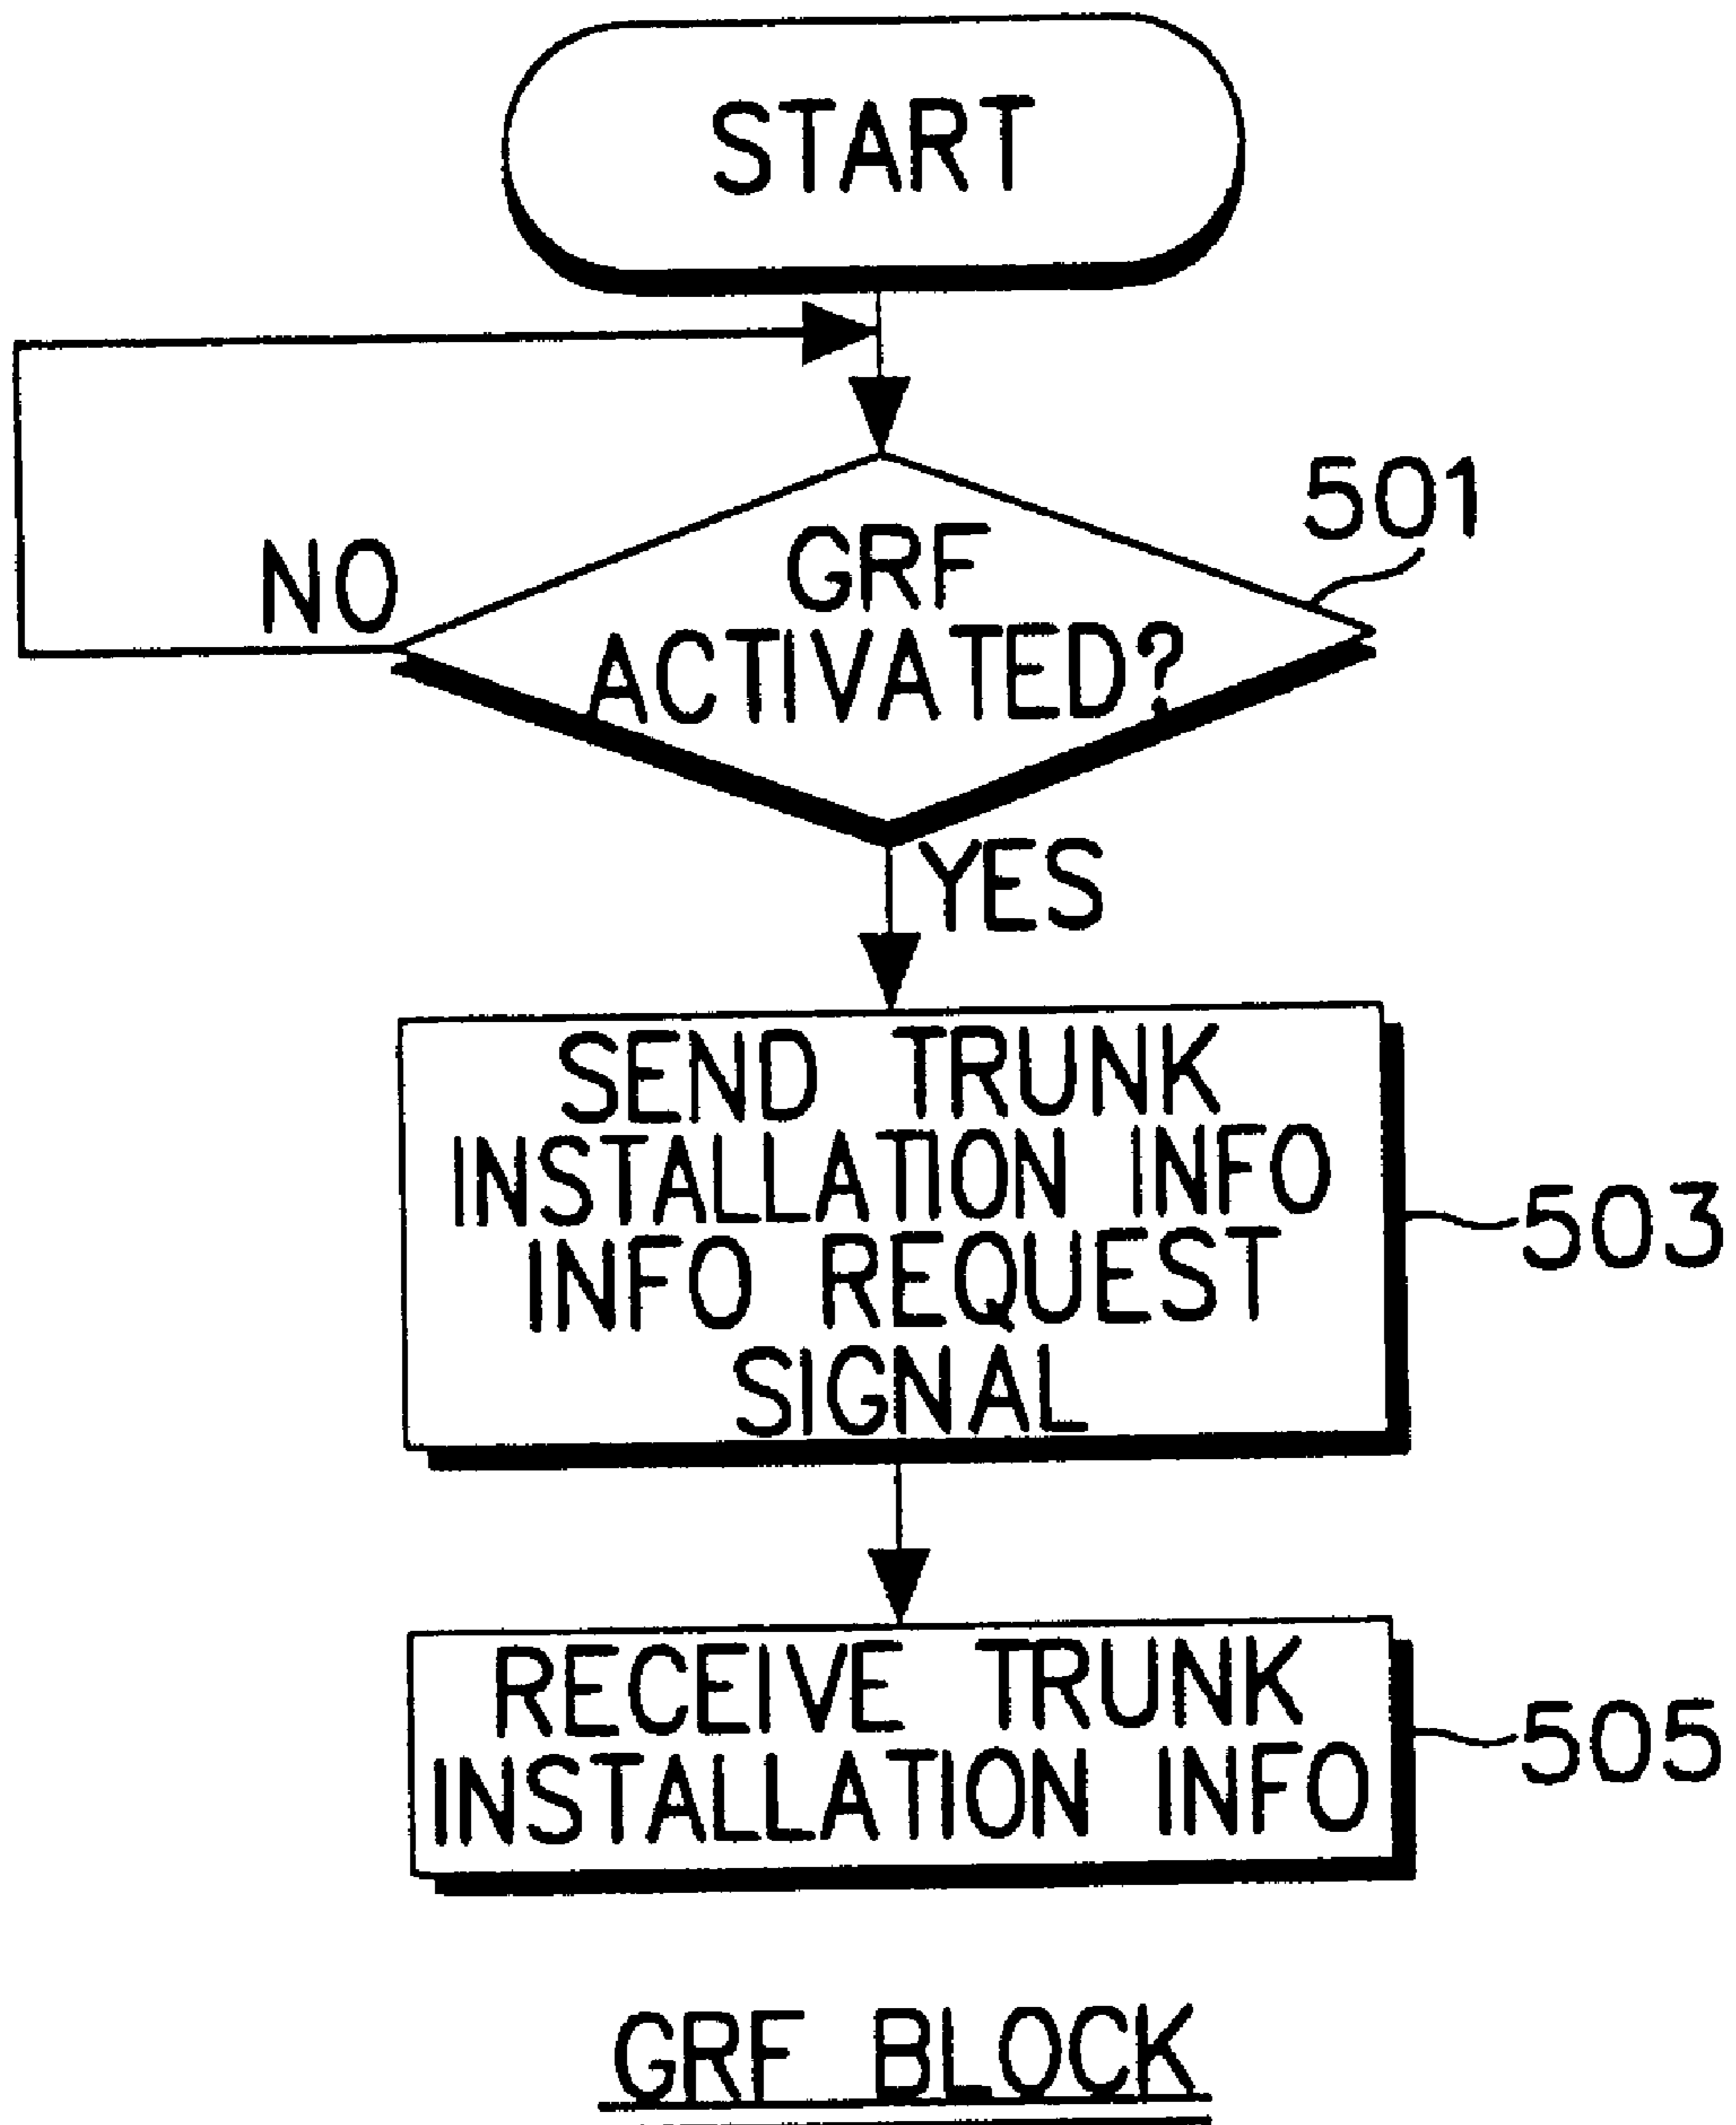 START
501
NO
GRF
ACTIVATED?
YES
SEND TRUNK
INSTALLATION INFO
INFO REQUEST
SIGNAL
503
RECEIVE TRUNK
INSTALLATION INFO
505
GRF BLOCK